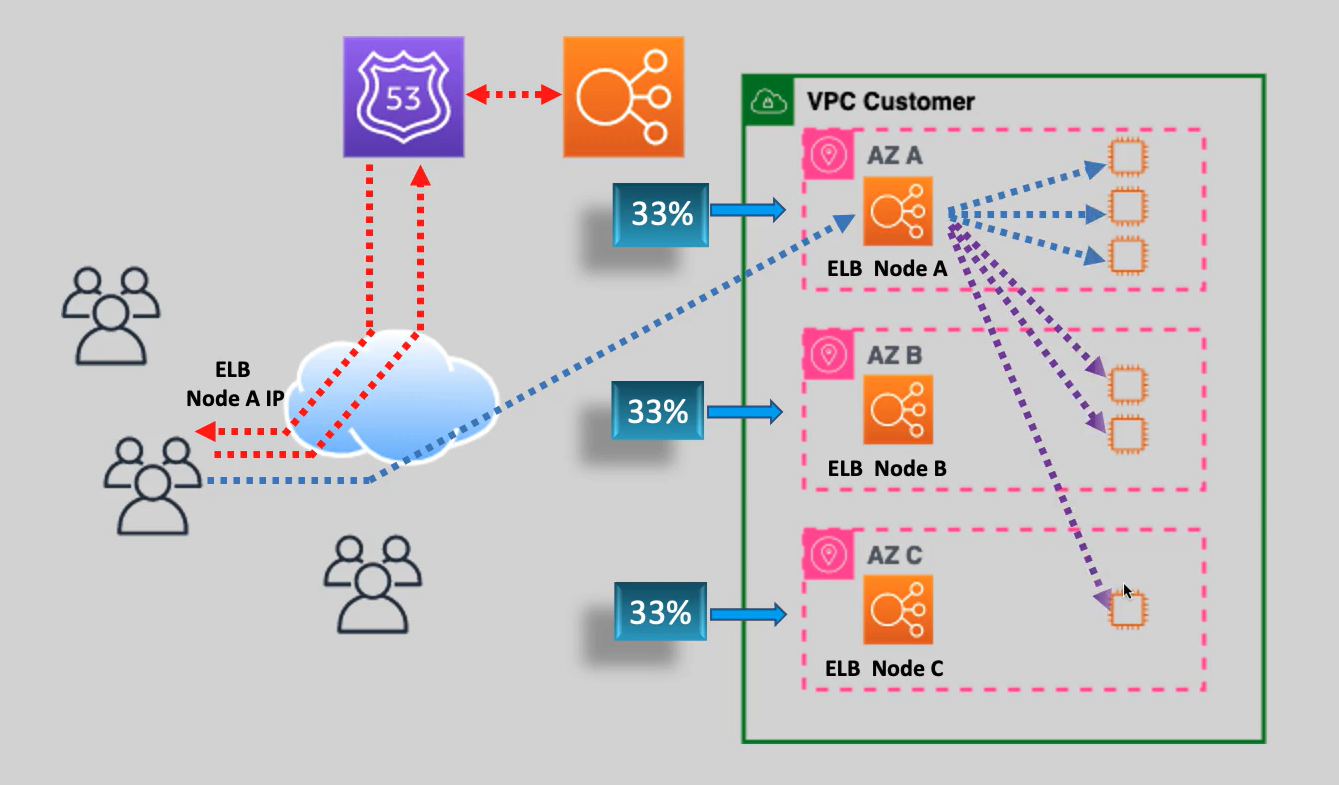 53
VPC Customer
AZ A
33%
ELB Node A
AZ B
ELB
Node A IP
33%
ELB Node B
AZ C
33%
ELB Node C